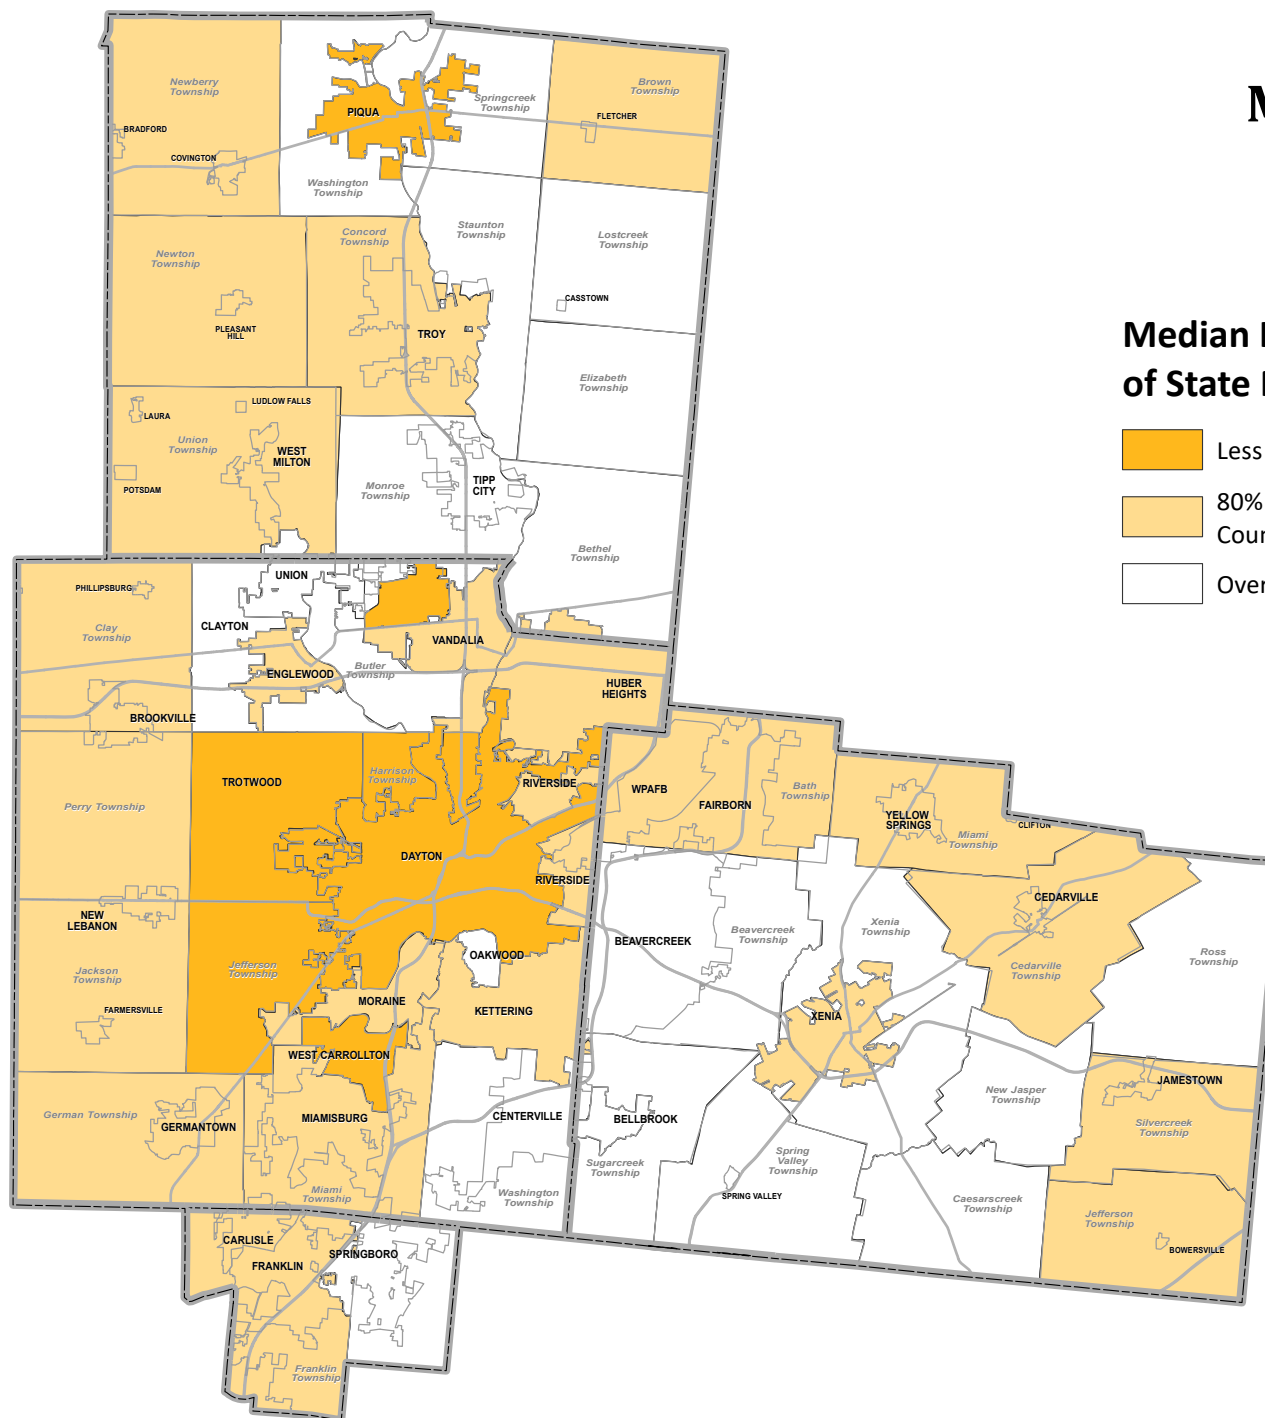 Newberry
Township
BRADFORD
COVINGTON
PIQUA
Springcreek
Township
Brown
Township
FLETCHER
Washington
Township
Concord
Township
Staunton
Township
Lostcreek
Township
Newton
Township
PLEASANT
HILL
TROY
CASSTOWN
Elizabeth
Township
LAURA
LUDLOW FALLS
Union
Township
WEST
MILTON
POTSDAM
Monroe
Township
TIPP
CITY
Bethel
Township
M
Median
of State
Less
80%
Coun
Over
PHILLIPSBURG
UNION
Clay
Township
CLAYTON
VANDALIA
ENGLEWOOD
Butler
Township
HUBER
HEIGHTS
BROOKVILLE
TROTWOOD
Harrison
Township
RIVERSIDE
WPAFB
FAIRBORN
Bath
Township
YELLOW
SPRINGS
Miami
Township
CLIFTON
Perry Township
DAYTON
RIVERSIDE
CEDARVILLE
NEW
LEBANON
BEAVERCREEK
Beavercreek
Township
Xenia
Township
Ross
Township
OAKWOOD
Jackson
Township
Jefferson
Township
Cedarville
Township
FARMERSVILLE
MORAINE
KETTERING
XENIA
WEST CARROLLTON
JAMESTOWN
New Jasper
Township
German Township
GERMANTOWN
MIAMISBURG
CENTERVILLE
BELLBROOK
Silvercreek
Township
Sugarcreek
Township
Spring
Valley
Township
Miami
Township
Washington
Township
SPRING VALLEY
Caesarscreek
Township
Jefferson
Township
CARLISLE
SPRINGBORO
BOWERSVILLE
FRANKLIN
Franklin
Township